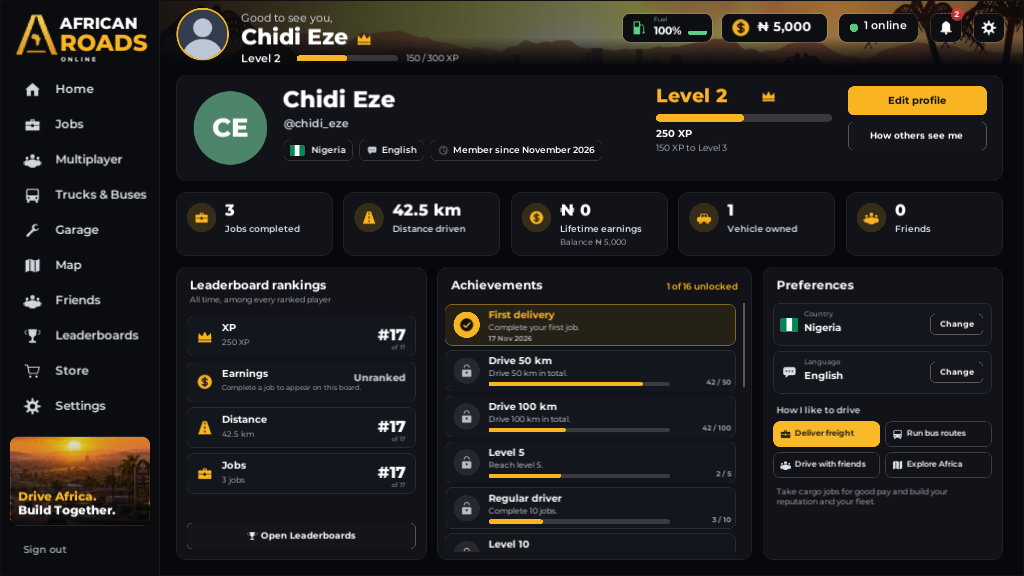 AFRICAN
ROADS
ONLINE
Home
Jobs
Multiplayer
Trucks & Buses
Garage
Map
Friends
Leaderboards
Store
Settings
Drive Africa.
Build Together.
Sign out
Good to see you,
Chidi Eze
Level 2
150 / 300 XP
Fuel
100%
₦ 5,000
1 online
2
CE
Chidi Eze
@chidi_eze
Nigeria
English
Member since November 2026
Level 2
250 XP
150 XP to Level 3
Edit profile
How others see me
3
Jobs completed
42.5 km
Distance driven
₦ 0
Lifetime earnings
Balance ₦ 5,000
1
Vehicle owned
0
Friends
Leaderboard rankings
All time, among every ranked player
XP
250 XP
#17
of 17
Earnings
Complete a job to appear on this board.
Unranked
Distance
42.5 km
#17
of 17
Jobs
3 jobs
#17
of 17
Open Leaderboards
Achievements
1 of 16 unlocked
First delivery
Complete your first job.
17 Nov 2026
Drive 50 km
Drive 50 km in total.
42 / 50
Drive 100 km
Drive 100 km in total.
42 / 100
Level 5
Reach level 5.
2 / 5
Regular driver
Complete 10 jobs.
3 / 10
Level 10
Preferences
Country
Nigeria
Change
Language
English
Change
How I like to drive
Deliver freight
Run bus routes
Drive with friends
Explore Africa
Take cargo jobs for good pay and build your
reputation and your fleet.